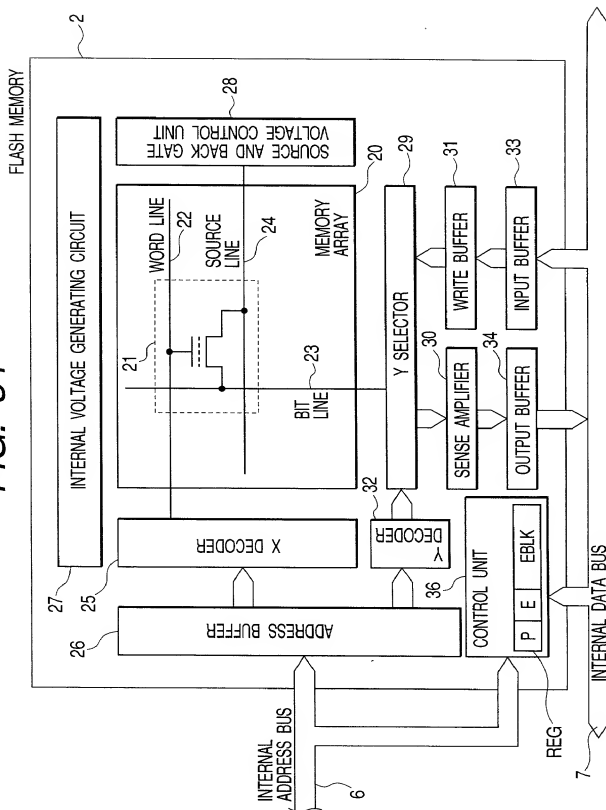 FLASH MEMORY
2
INTERNAL VOLTAGE GENERATING CIRCUIT
27
25
26
X DECODER
ADDRESS BUFFER
WORD LINE
22
SOURCE
LINE
24
21
23
BIT
LINE
MEMORY
ARRAY
20
SOURCE AND BACK GATE
VOLTAGE CONTROL UNIT
28
Y
DECODER
32
Y SELECTOR
29
SENSE AMPLIFIER
30
WRITE BUFFER
31
OUTPUT BUFFER
34
INPUT BUFFER
33
CONTROL UNIT
36
P E EBLK
REG
INTERNAL
ADDRESS BUS
6
INTERNAL DATA BUS
7